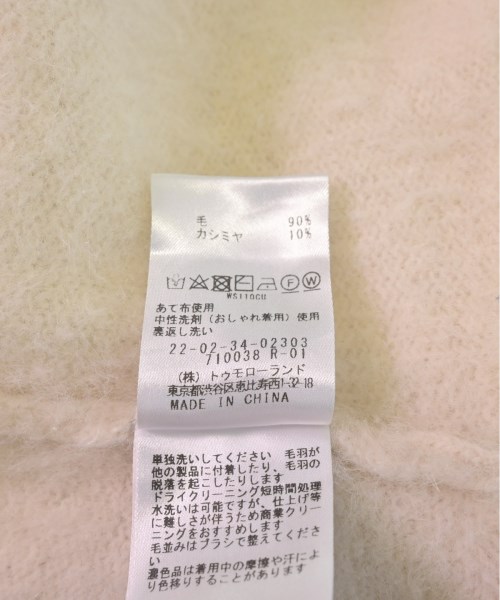 毛 90%
カシミヤ 10%
F W
WS110CU
あて布使用
中性洗剤（おしゃれ着用）使用
裏返し洗い
22-02-34-02303
710038 R-01
（株）トゥモローランド
東京都渋谷区恵比寿西1-32-18
MADE IN CHINA
単独洗いしてください 毛羽が
他の製品に付着したり、毛羽の
脱落を起こしたりします
ドライクリーニング短時間処理
水洗いは可能ですが、仕上げ等
に難しさが伴うため商業クリー
ニングをおすすめします
毛並みはブラシで整えてくださ
い
濃色品は着用中の摩擦や汗によ
り色移りすることがあります